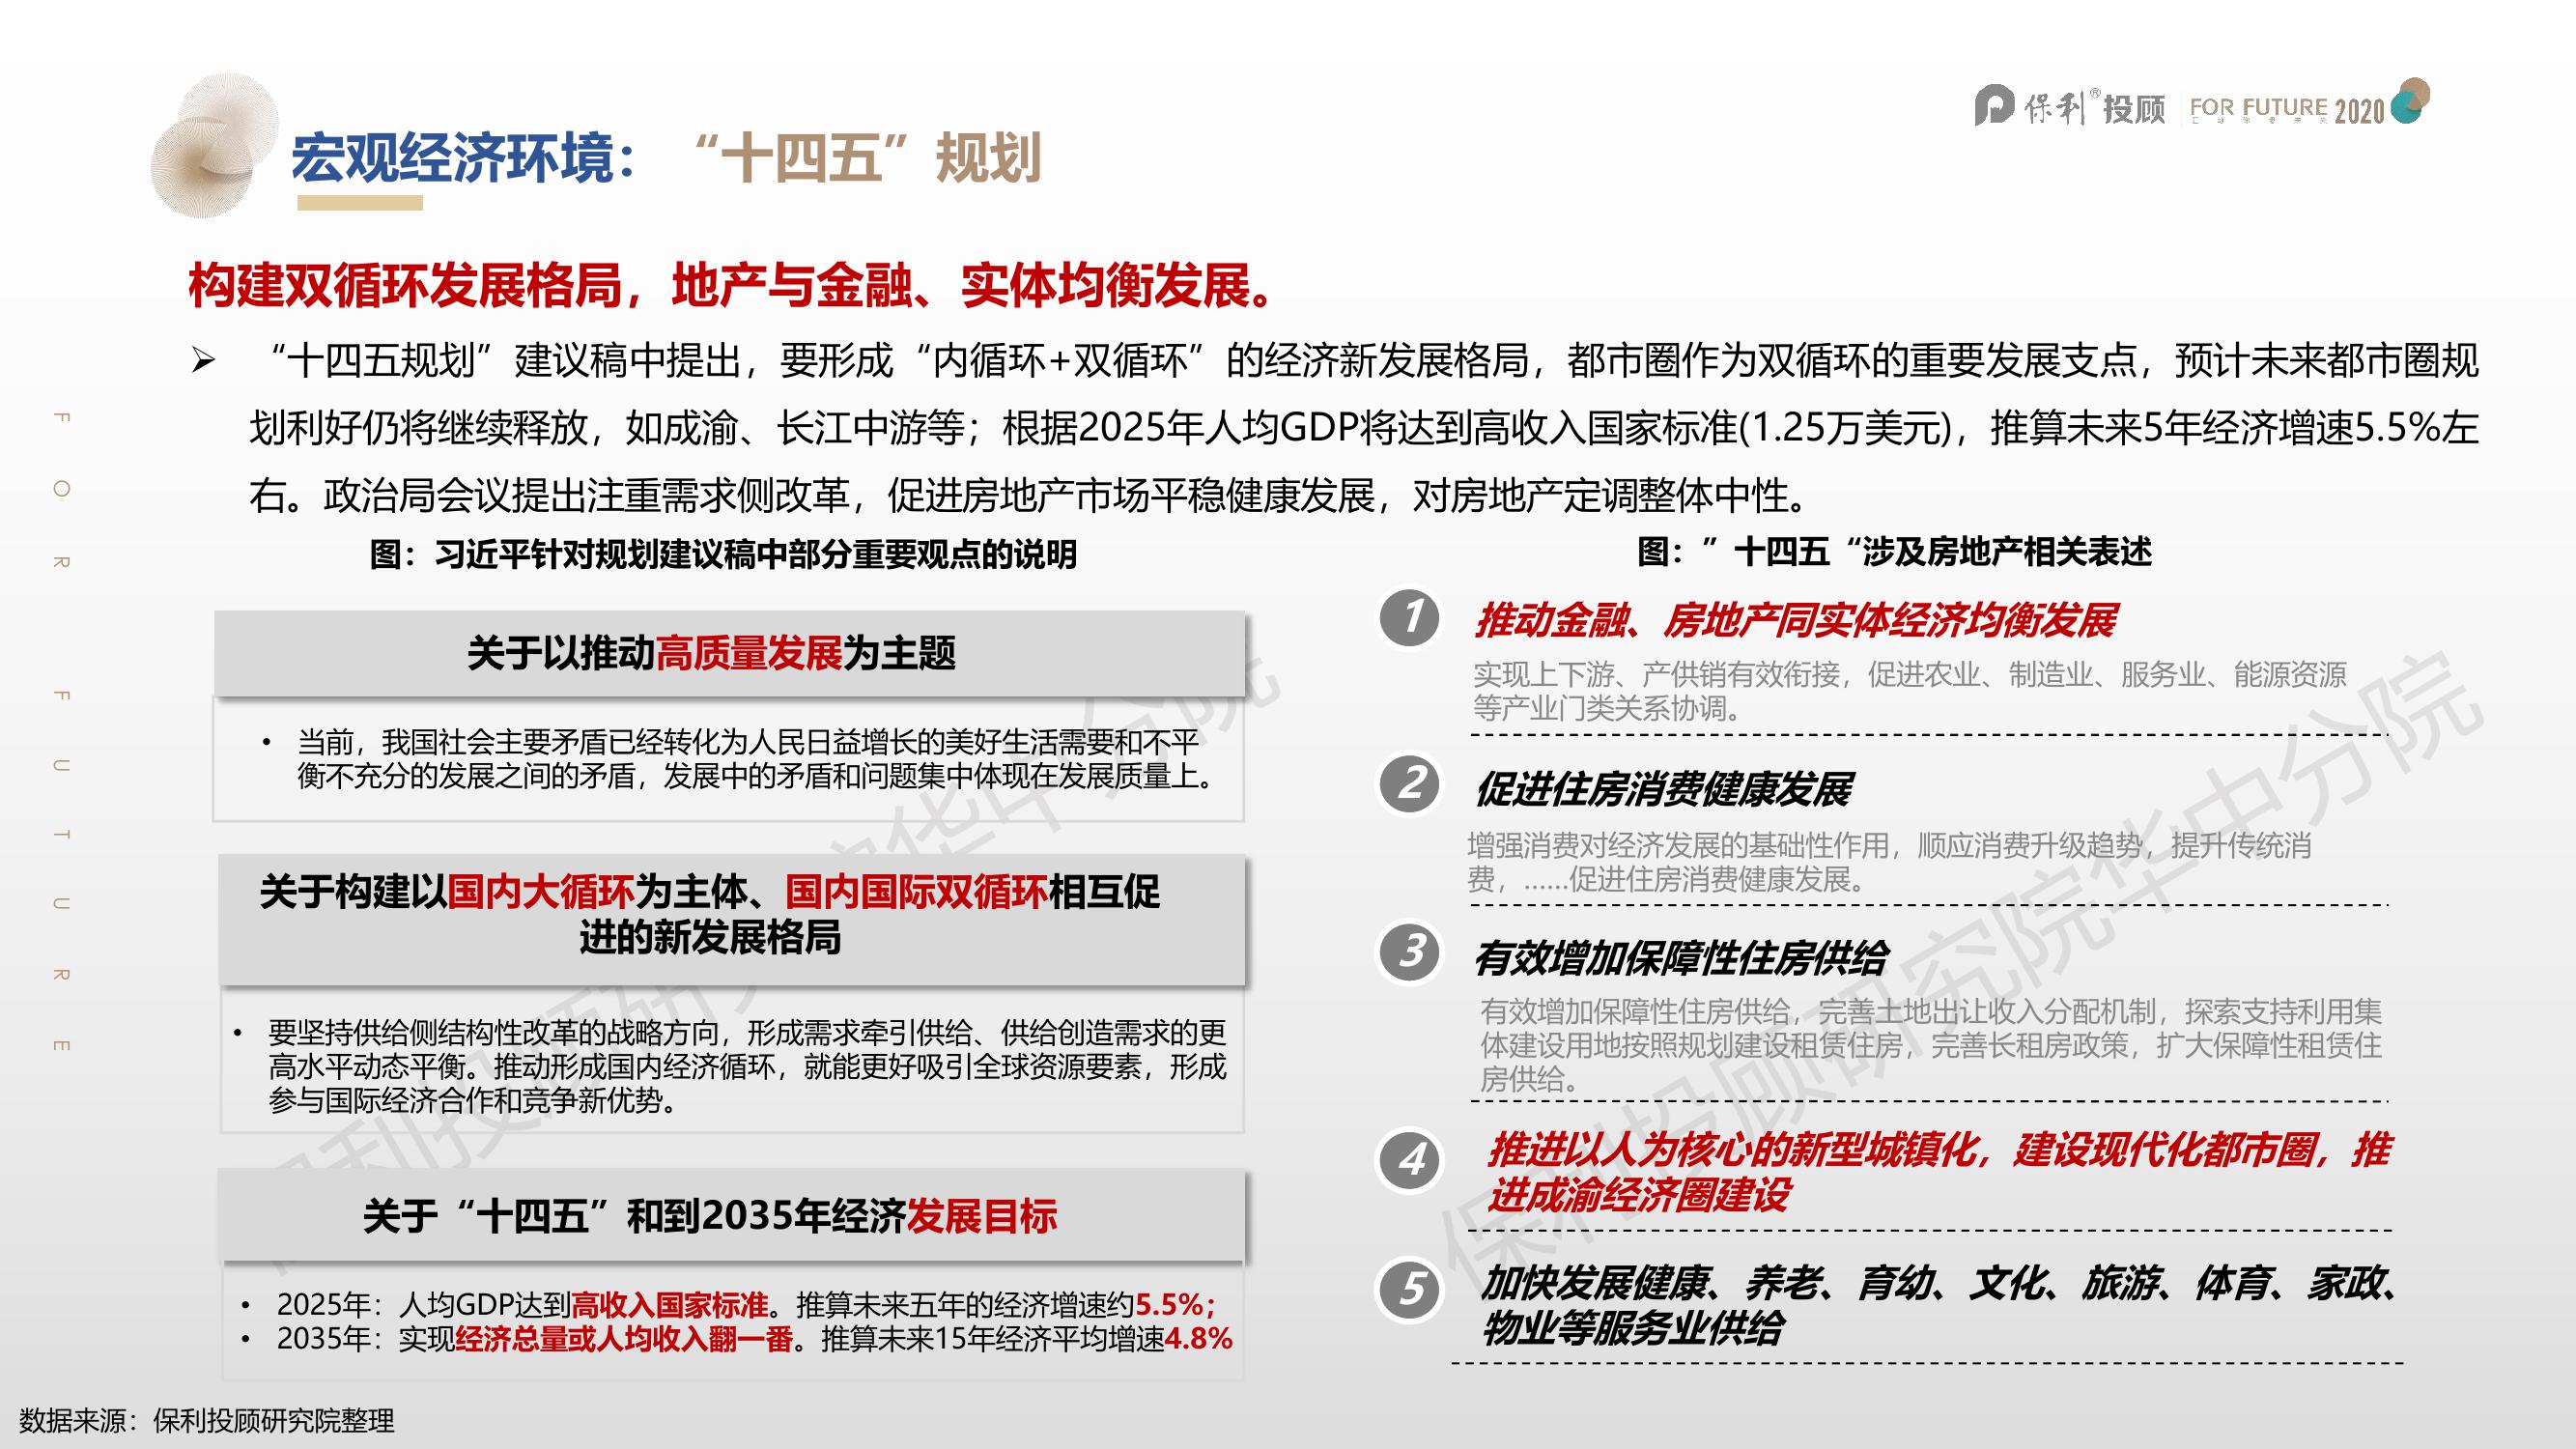 保利®投顾 FOR FUTURE 2020
宏观经济环境：“十四五”规划
构建双循环发展格局，地产与金融、实体均衡发展。
➢ “十四五规划”建议稿中提出，要形成“内循环+双循环”的经济新发展格局，都市圈作为双循环的重要发展支点，预计未来都市圈规
划利好仍将继续释放，如成渝、长江中游等；根据2025年人均GDP将达到高收入国家标准(1.25万美元)，推算未来5年经济增速5.5%左
右。政治局会议提出注重需求侧改革，促进房地产市场平稳健康发展，对房地产定调整体中性。
图：习近平针对规划建议稿中部分重要观点的说明
关于以推动高质量发展为主题
• 当前，我国社会主要矛盾已经转化为人民日益增长的美好生活需要和不平
衡不充分的发展之间的矛盾，发展中的矛盾和问题集中体现在发展质量上。
关于构建以国内大循环为主体、国内国际双循环相互促
进的新发展格局
• 要坚持供给侧结构性改革的战略方向，形成需求牵引供给、供给创造需求的更
高水平动态平衡。推动形成国内经济循环，就能更好吸引全球资源要素，形成
参与国际经济合作和竞争新优势。
关于“十四五”和到2035年经济发展目标
• 2025年：人均GDP达到高收入国家标准。推算未来五年的经济增速约5.5%；
• 2035年：实现经济总量或人均收入翻一番。推算未来15年经济平均增速4.8%
图：”十四五“涉及房地产相关表述
1 推动金融、房地产同实体经济均衡发展
实现上下游、产供销有效衔接，促进农业、制造业、服务业、能源资源
等产业门类关系协调。
2 促进住房消费健康发展
增强消费对经济发展的基础性作用，顺应消费升级趋势，提升传统消
费，……促进住房消费健康发展。
3 有效增加保障性住房供给
有效增加保障性住房供给，完善土地出让收入分配机制，探索支持利用集
体建设用地按照规划建设租赁住房，完善长租房政策，扩大保障性租赁住
房供给。
4 推进以人为核心的新型城镇化，建设现代化都市圈，推
进成渝经济圈建设
5 加快发展健康、养老、育幼、文化、旅游、体育、家政、
物业等服务业供给
数据来源：保利投顾研究院整理
FOR FUTURE
保利投顾研究院华中分院
保利投顾研究院华中分院